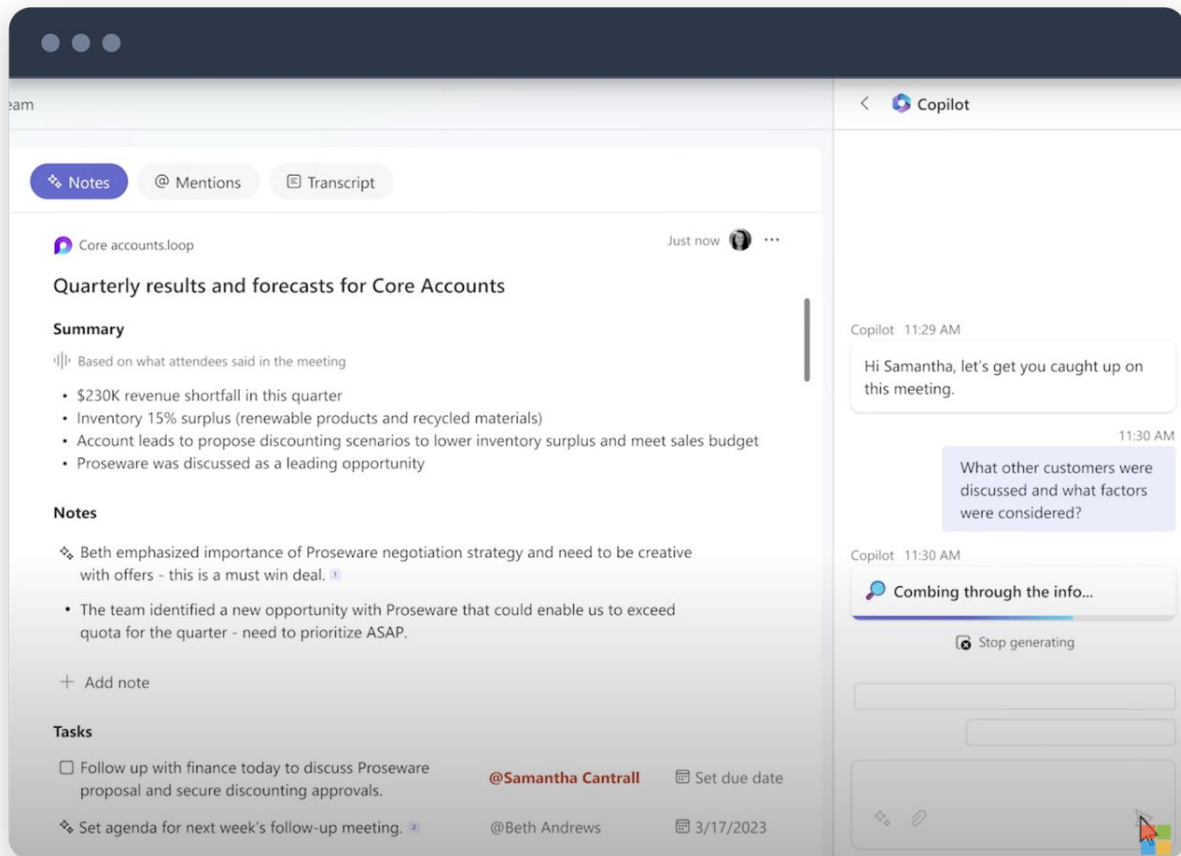 eam
Notes
@ Mentions
Transcript
Core accounts.loop
Just now
Quarterly results and forecasts for Core Accounts
Summary
Based on what attendees said in the meeting
• $230K revenue shortfall in this quarter
• Inventory 15% surplus (renewable products and recycled materials)
• Account leads to propose discounting scenarios to lower inventory surplus and meet sales budget
• Proseware was discussed as a leading opportunity
Notes
Beth emphasized importance of Proseware negotiation strategy and need to be creative
with offers - this is a must win deal. 1
• The team identified a new opportunity with Proseware that could enable us to exceed
quota for the quarter - need to prioritize ASAP.
+ Add note
Tasks
Follow up with finance today to discuss Proseware
proposal and secure discounting approvals.
@Samantha Cantrall
Set due date
Set agenda for next week's follow-up meeting. 2
@Beth Andrews
3/17/2023
Copilot
Copilot 11:29 AM
Hi Samantha, let's get you caught up on
this meeting.
11:30 AM
What other customers were
discussed and what factors
were considered?
Copilot 11:30 AM
Combing through the info...
Stop generating